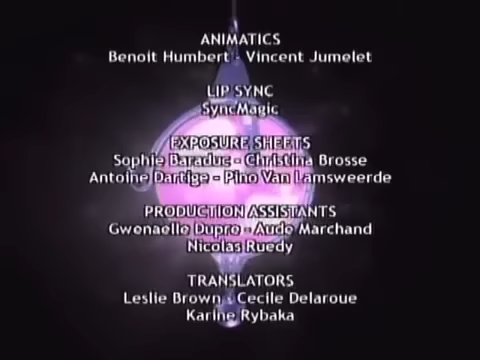 ANIMATICS
Benoit Humbert - Vincent Jumelet
LIP SYNC
SyncMagic
EXPOSURE SHEETS
Sophie Baraduc - Christina Brosse
Antoine Dartige - Pino Van Lamsweerde
PRODUCTION ASSISTANTS
Gwenaelle Dupre - Aude Marchand
Nicolas Ruedy
TRANSLATORS
Leslie Brown - Cecile Delaroue
Karine Rybaka